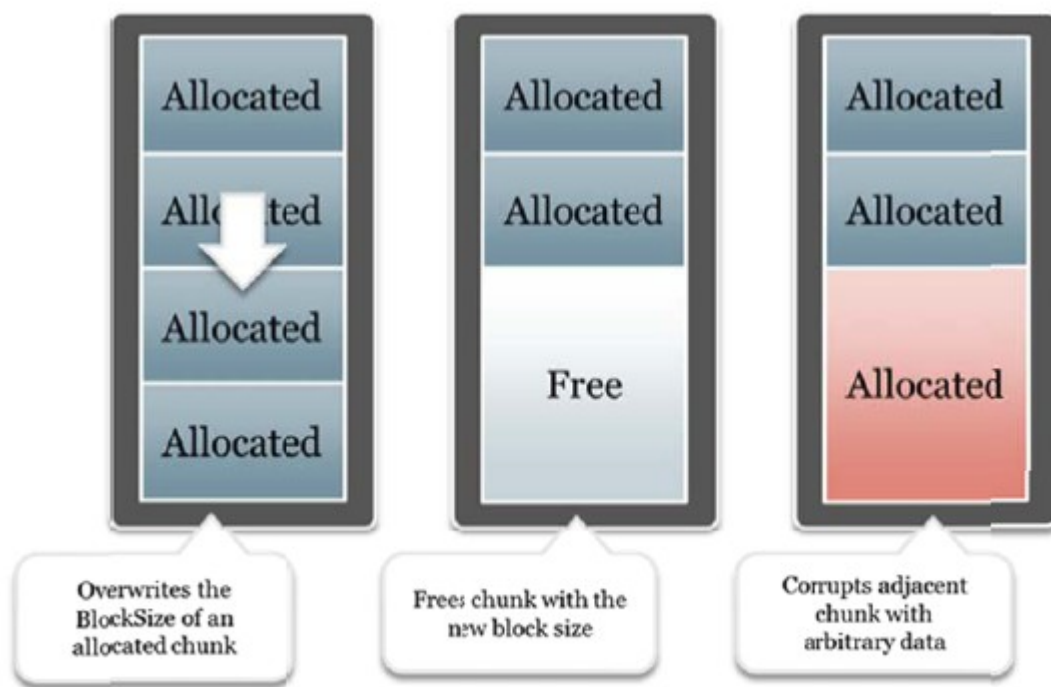 Allocated
Allocated
Allocated
Allocated
Overwrites the
BlockSize of an
allocated chunk
Allocated
Allocated
Free
Frees chunk with the
new block size
Allocated
Allocated
Allocated
Corrupts adjacent
chunk with
arbitrary data